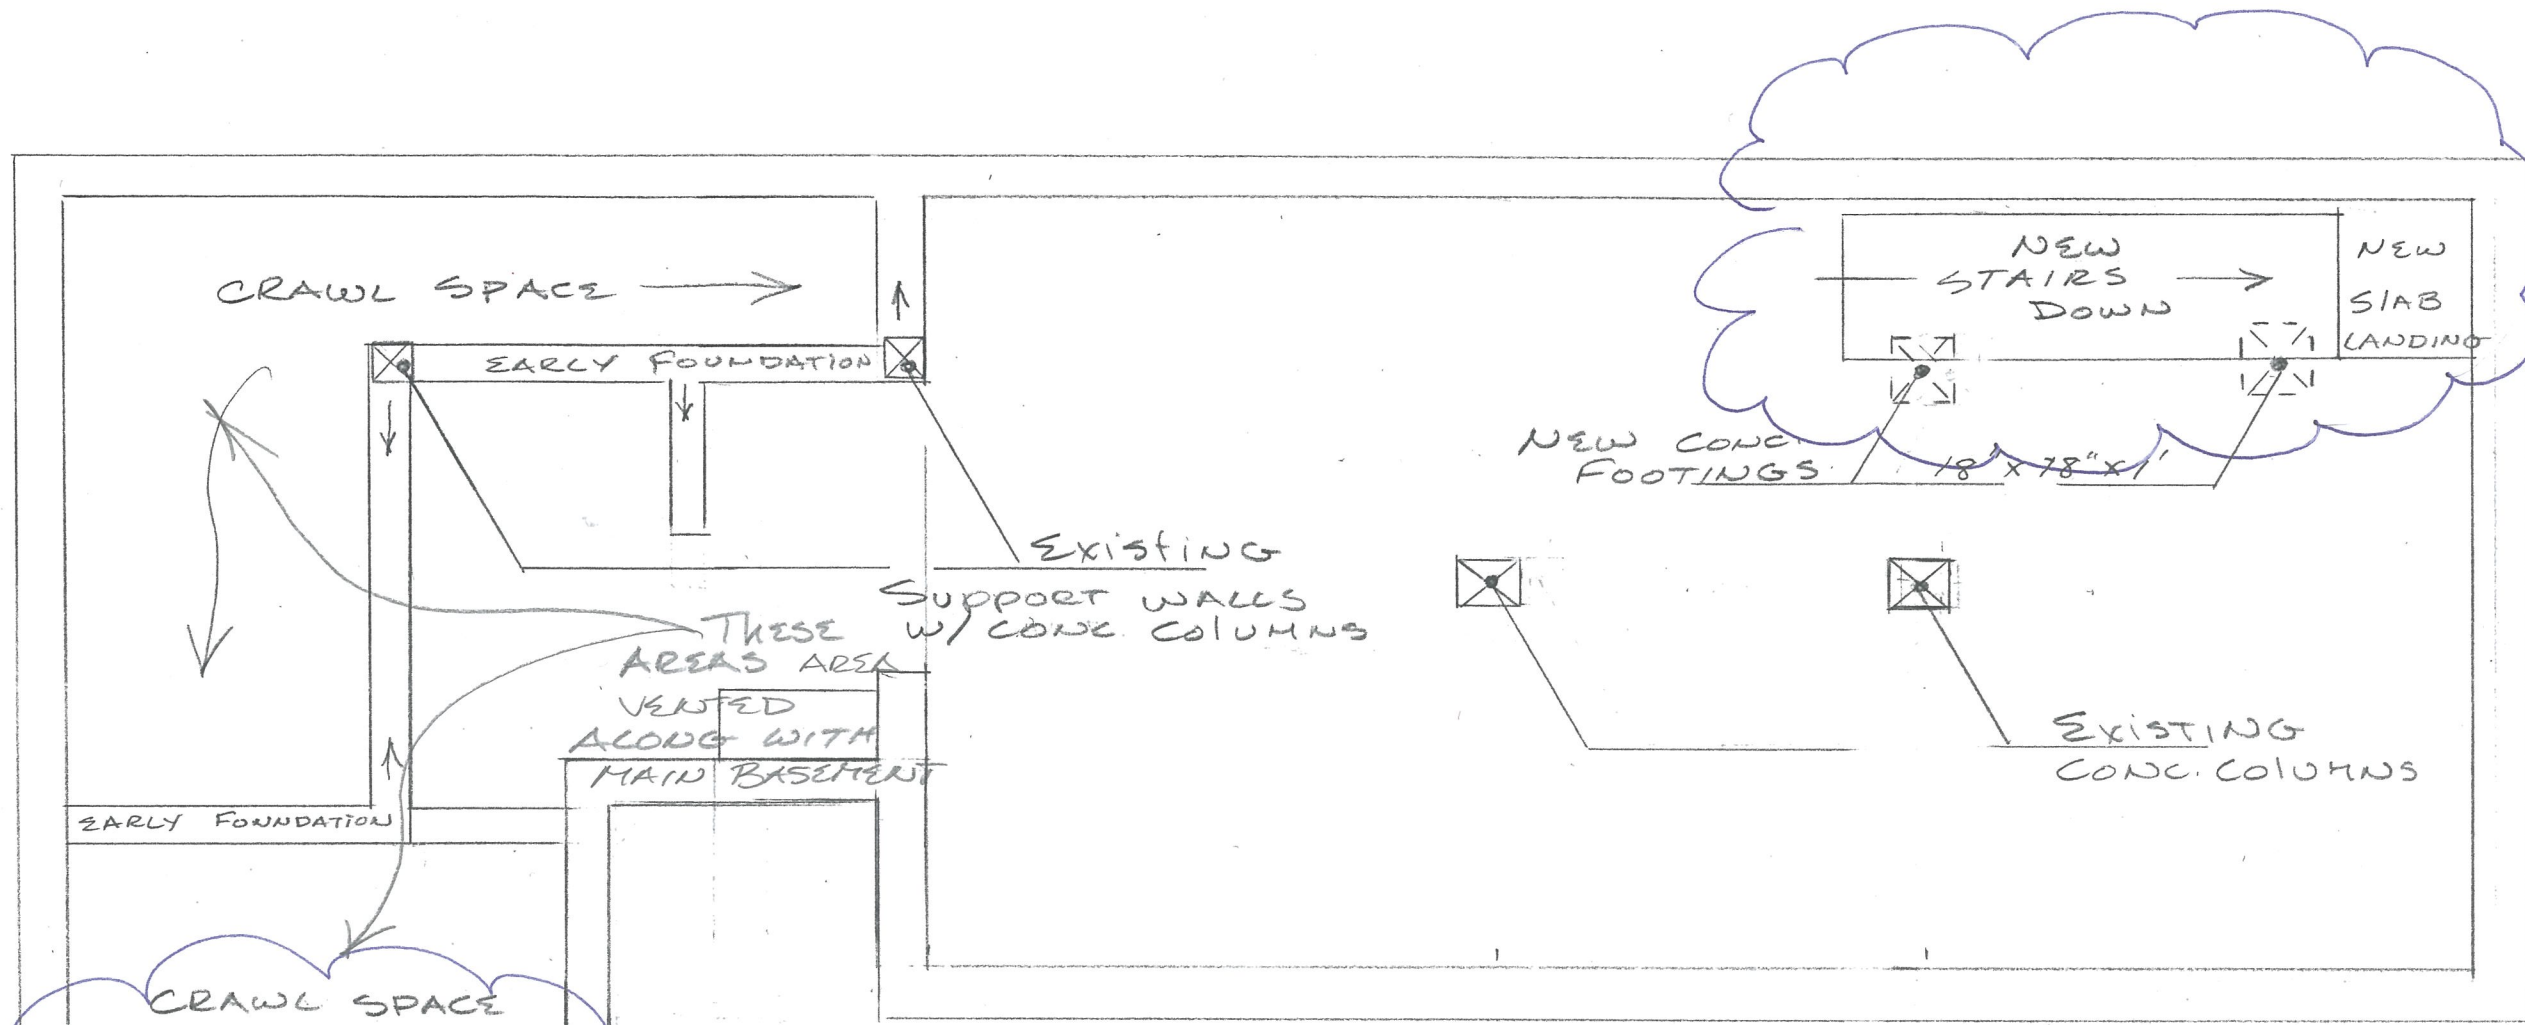 CRAWL SPACE
EARLY FOUNDATION
NEW
STAIRS
DOWN
NEW
SLAB
LANDING
NEW CONC.
FOOTINGS 18" x 18" x 1'
Existing
SUPPORT WALLS
W/ CONC. COLUMNS
THESE
AREAS AREA
VENTED
ALONG WITH
MAIN BASEMENT
EXISTING
CONC. COLUMNS
EARLY FOUNDATION
CRAWL SPACE